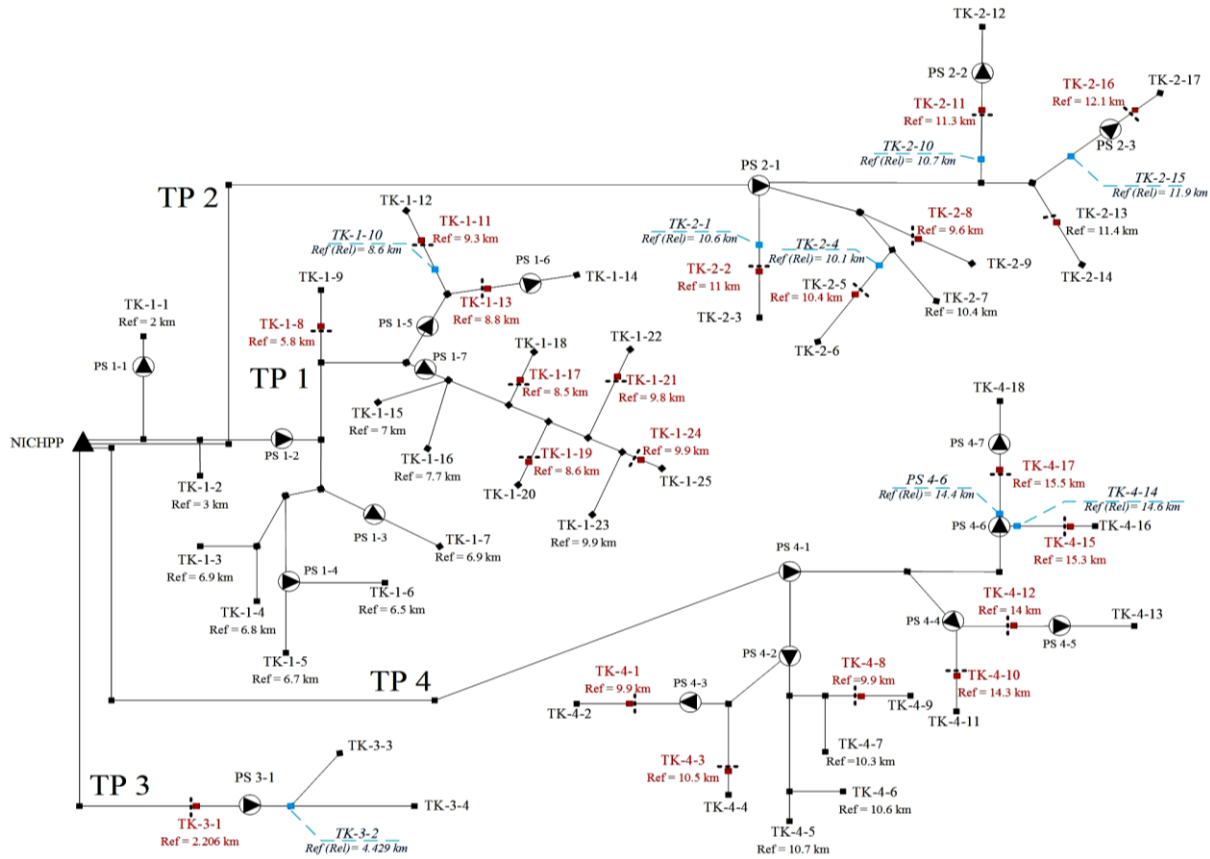 TK-2-12
PS 2-2
TK-2-11
Ref = 11.3 km
TK-2-10
Ref (Rel)= 10.7 km
TK-2-16
Ref = 12.1 km
TK-2-17
PS 2-3
TK-2-15
Ref (Rel)= 11.9 km
TK-2-13
Ref = 11.4 km
TK-2-14
PS 2-1
TP 2
TK-2-1
Ref (Rel)= 10.6 km
TK-2-2
Ref = 11 km
TK-2-3
TK-2-4
Ref (Rel)= 10.1 km
TK-2-5
Ref = 10.4 km
TK-2-6
TK-2-8
Ref = 9.6 km
TK-2-9
TK-2-7
Ref = 10.4 km
TK-1-12
TK-1-11
Ref = 9.3 km
TK-1-10
Ref (Rel)= 8.6 km
PS 1-6
TK-1-14
TK-1-13
Ref = 8.8 km
TK-1-9
TK-1-8
Ref = 5.8 km
PS 1-5
PS 1-7
TP 1
TK-1-1
Ref = 2 km
PS 1-1
NICHPP
PS 1-2
TK-1-2
Ref = 3 km
TK-1-18
TK-1-17
Ref = 8.5 km
TK-1-22
TK-1-21
Ref = 9.8 km
TK-1-15
Ref = 7 km
TK-1-16
Ref = 7.7 km
TK-1-19
Ref = 8.6 km
TK-1-20
TK-1-24
Ref = 9.9 km
TK-1-25
TK-1-23
Ref = 9.9 km
PS 1-3
TK-1-7
Ref = 6.9 km
TK-1-3
Ref = 6.9 km
TK-1-4
Ref = 6.8 km
PS 1-4
TK-1-6
Ref = 6.5 km
TK-1-5
Ref = 6.7 km
TK-4-18
PS 4-7
TK-4-17
Ref = 15.5 km
PS 4-6
Ref (Rel)= 14.4 km
TK-4-14
Ref (Rel)= 14.6 km
PS 4-6
TK-4-16
TK-4-15
Ref = 15.3 km
PS 4-1
TK-4-12
Ref = 14 km
TK-4-13
PS 4-4
PS 4-5
TK-4-10
Ref = 14.3 km
TK-4-11
PS 4-2
TP 4
TK-4-1
Ref = 9.9 km
PS 4-3
TK-4-2
TK-4-8
Ref = 9.9 km
TK-4-9
TK-4-3
Ref = 10.5 km
TK-4-4
TK-4-7
Ref = 10.3 km
TK-4-6
Ref = 10.6 km
TK-4-5
Ref = 10.7 km
TP 3
PS 3-1
TK-3-3
TK-3-4
TK-3-1
Ref = 2.206 km
TK-3-2
Ref (Rel)= 4.429 km